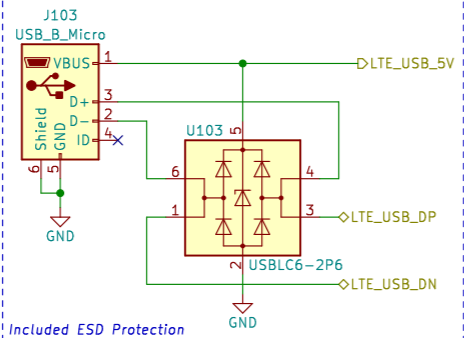 J103
USB_B_Micro
VBUS 1
D+ 3
D- 2
ID 4
Shield
GND
6
5
GND
LTE_USB_5V
U103
5
6
4
1
3
2
USBLC6-2P6
LTE_USB_DP
LTE_USB_DN
GND
Included ESD Protection